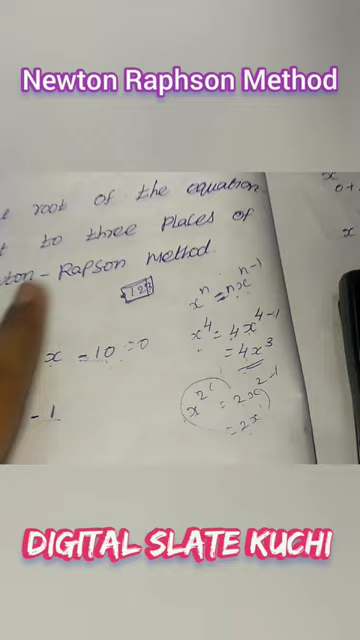 Newton Raphson Method
root of the equation
to three places of
- Rapson Method.
x = 10 = 0
- 1
x^n = nx^{n-1}
x^4 = 4x^{4-1}
= 4x^3
x^2 = 2x^{2-1}
= 2x
x
x
DIGITAL SLATE KUCHI